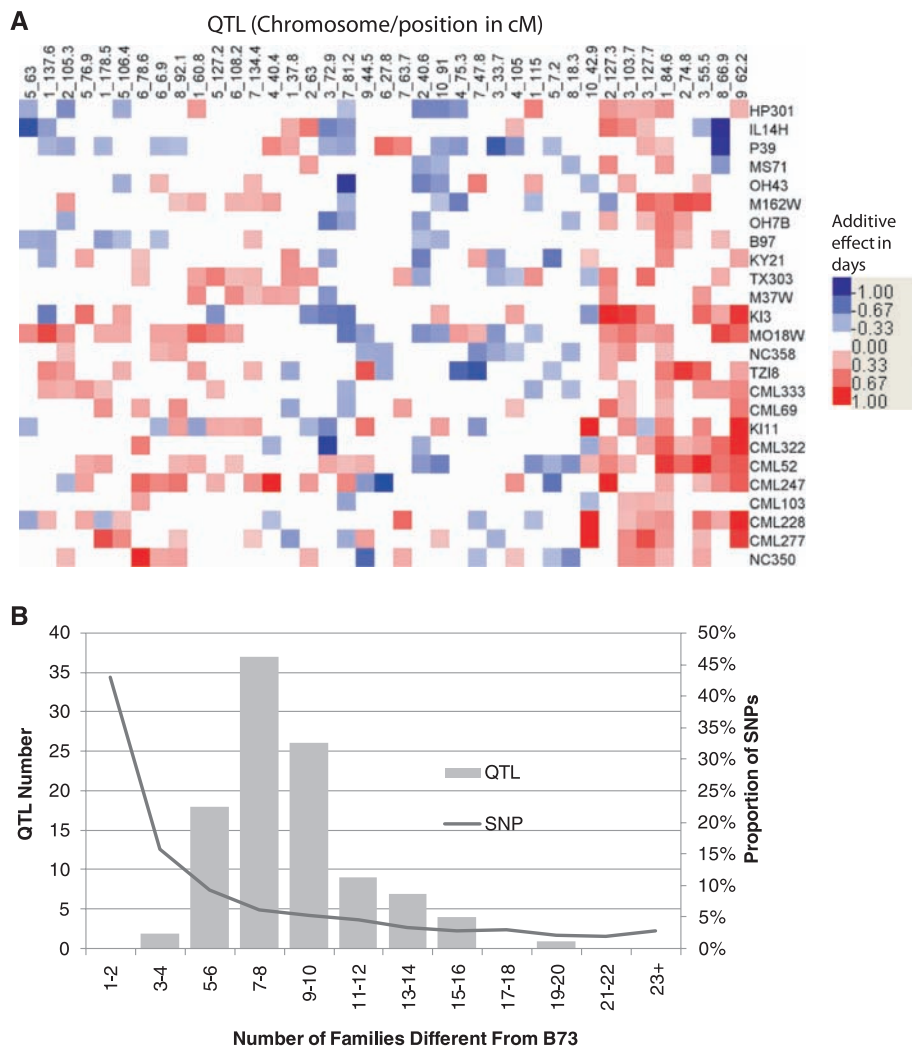 A
QTL (Chromosome/position in cM)
5_63
1_137.6
2_105.3
5_76.9
1_178.5
5_106.4
6_78.6
6_6.9
8_92.1
1_60.8
5_127.2
6_108.2
7_134.4
4_40.4
1_37.8
2_63
3_72.9
7_81.2
9_44.5
6_27.8
7_63.7
2_40.6
10_91
4_75.3
7_47.8
3_33.7
4_105
1_115
5_7.2
8_18.3
10_42.9
2_127.3
3_103.7
3_127.7
1_84.6
2_74.8
3_55.5
8_66.9
9_62.2
HP301
IL14H
P39
MS71
OH43
M162W
OH7B
B97
KY21
TX303
M37W
KI3
MO18W
NC358
TZI8
CML333
CML69
KI11
CML322
CML52
CML247
CML103
CML228
CML277
NC350
Additive
effect in
days
-1.00
-0.67
-0.33
0.00
0.33
0.67
1.00
B
40
35
30
25
20
15
10
5
0
QTL Number
50%
45%
40%
35%
30%
25%
20%
15%
10%
5%
0%
Proportion of SNPs
QTL
SNP
1-2
3-4
5-6
7-8
9-10
11-12
13-14
15-16
17-18
19-20
21-22
23+
Number of Families Different From B73